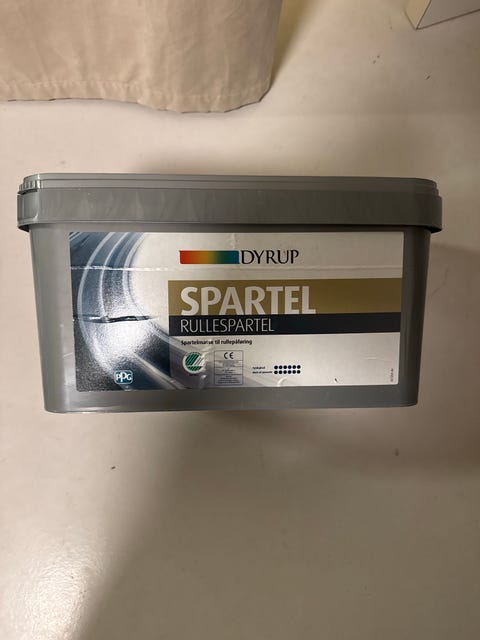 DYRUP
SPARTEL
RULLESPARTEL
Spartelmasse til rullepåføring
CE
PPG